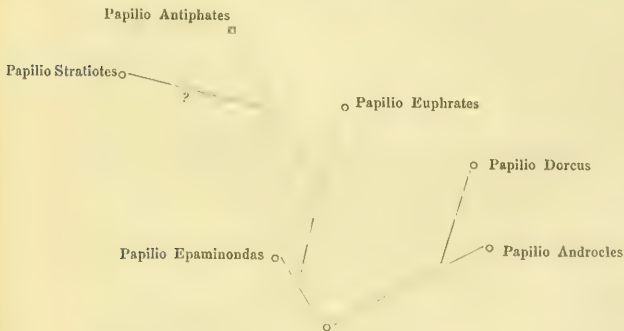 Papilio Antiphates
Papilio Stratiotes
?
Papilio Euphrates
Papilio Dorcus
Papilio Epaminondas
Papilio Androcles